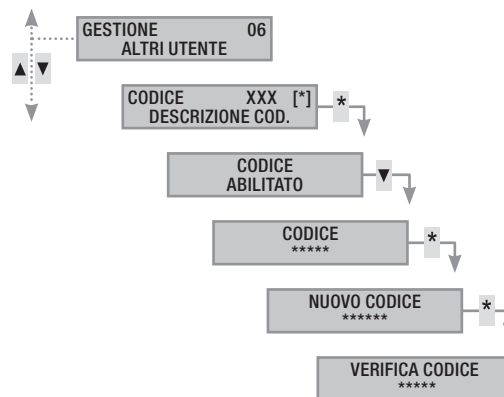 GESTIONE 06
ALTRI UTENTE
▲ ▼
CODICE XXX [*]
DESCRIZIONE COD.
*
CODICE
ABILITATO
▼
CODICE
*****
*
NUOVO CODICE
******
*
VERIFICA CODICE
*****